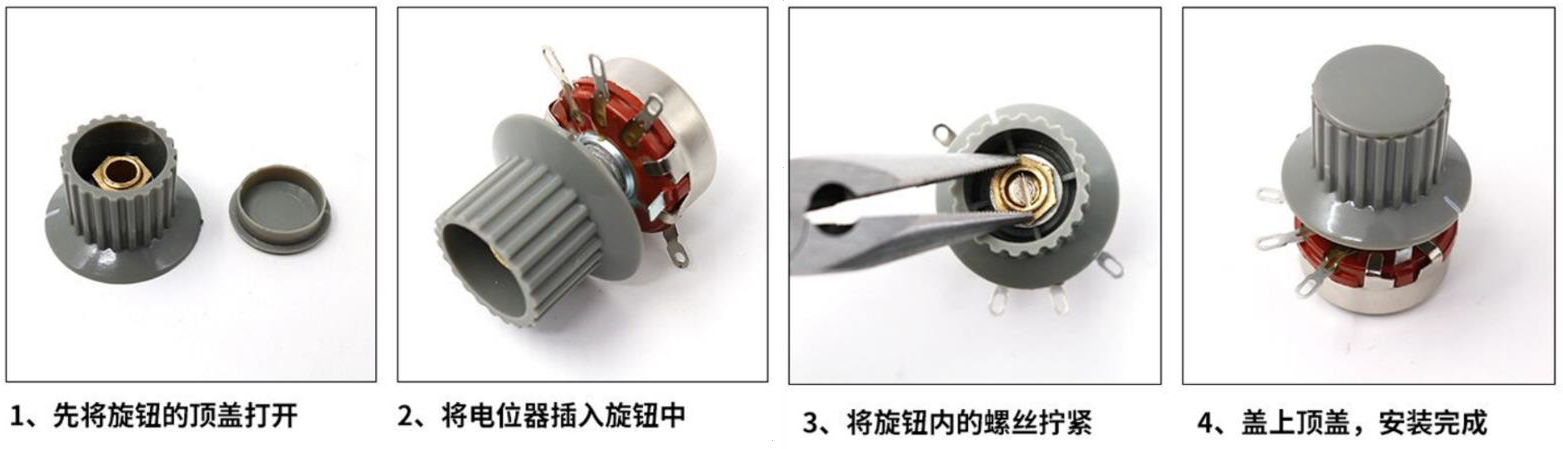 1、先将旋钮的顶盖打开
2、将电位器插入旋钮中
3、将旋钮内的螺丝拧紧
4、盖上顶盖，安装完成